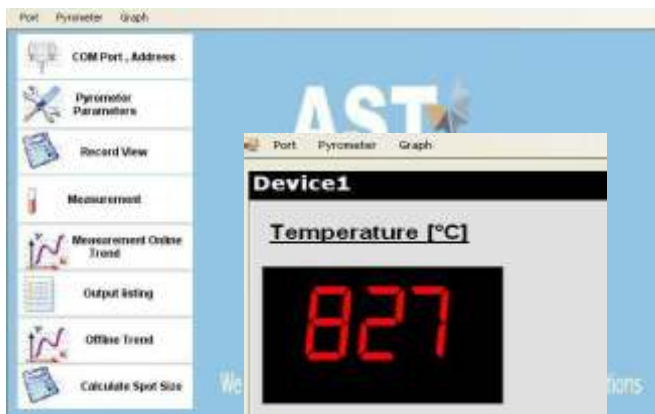 Port Pyrometer Graph
COM Port , Address
Pyrometer
Parameters
Record View
Measurement
Measurement Online
Trend
Output listing
Offline Trend
Calculate Spot Size
AST
Port Pyrometer Graph
Device1
Temperature [°C]
827
We
ions